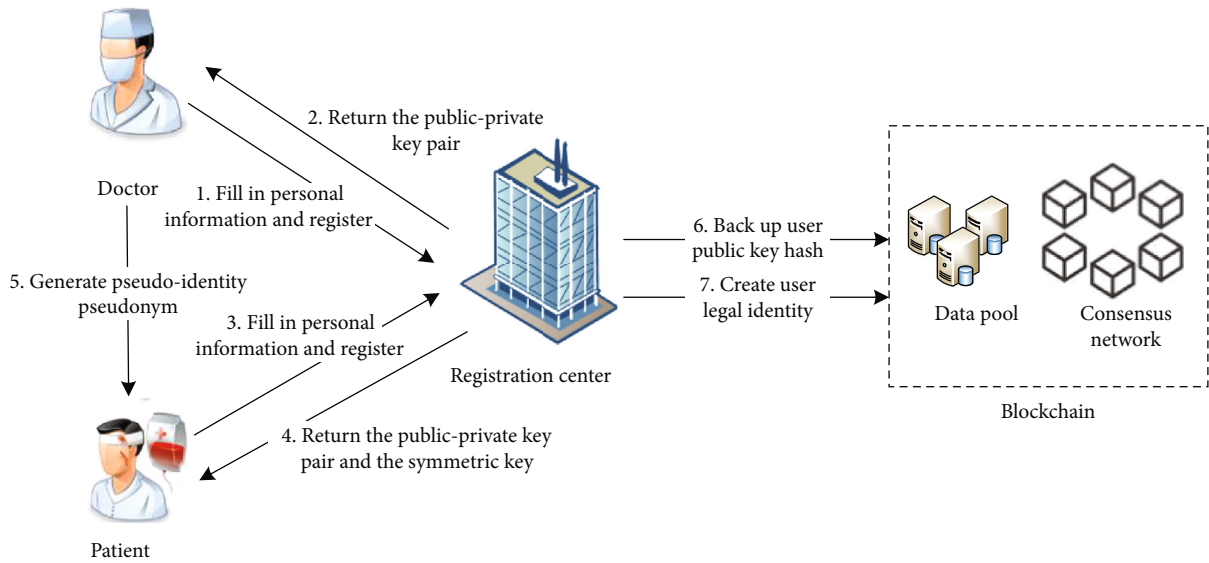 2. Return the public-private
key pair
Doctor
1. Fill in personal
information and register
5. Generate pseudo-identity
pseudonym
3. Fill in personal
information and register
4. Return the public-private key
pair and the symmetric key
Patient
Registration center
6. Back up user
public key hash
7. Create user
legal identity
Data pool
Consensus
network
Blockchain